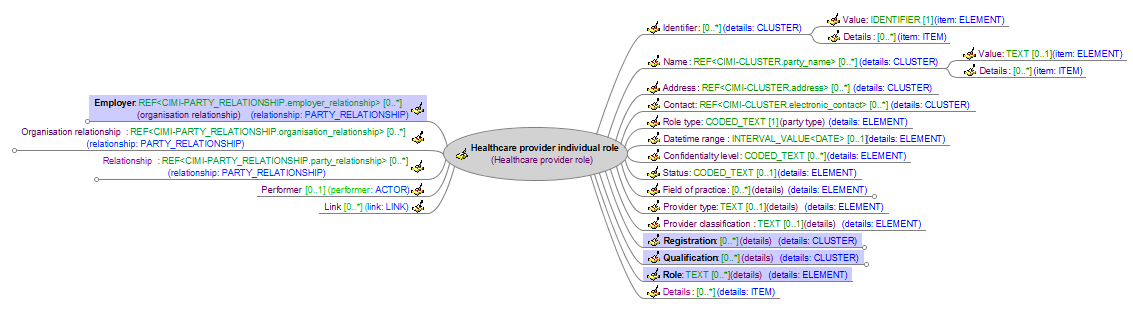 Employer: REF<CIMI-PARTY_RELATIONSHIP.employer_relationship> [0..*]
(organisation relationship) (relationship: PARTY_RELATIONSHIP)
Organisation relationship : REF<CIMI-PARTY_RELATIONSHIP.organisation_relationship> [0..*]
(relationship: PARTY_RELATIONSHIP)
Relationship : REF<CIMI-PARTY_RELATIONSHIP.party_relationship> [0..*]
(relationship: PARTY_RELATIONSHIP)
Performer [0..1] (performer: ACTOR)
Link [0..*] (link: LINK)
Healthcare provider individual role
(Healthcare provider role)
Identifier: [0..*] (details: CLUSTER)
Value: IDENTIFIER [1](item: ELEMENT)
Details : [0..*] (item: ITEM)
Name : REF<CIMI-CLUSTER.party_name> [0..*] (details: CLUSTER)
Value: TEXT [0..1](item: ELEMENT)
Details : [0..*] (item: ITEM)
Address : REF<CIMI-CLUSTER.address> [0..*] (details: CLUSTER)
Contact: REF<CIMI-CLUSTER.electronic_contact> [0..*] (details: CLUSTER)
Role type: CODED_TEXT [1] (party type) (details: ELEMENT)
Datetime range : INTERVAL_VALUE<DATE> [0..1](details: ELEMENT)
Confidentialty level : CODED_TEXT [0..*](details: ELEMENT)
Status: CODED_TEXT [0..1] (details: ELEMENT)
Field of practice : [0..*] (details) (details: ELEMENT)
Provider type: TEXT [0..1](details) (details: ELEMENT)
Provider classification : TEXT [0..1](details) (details: ELEMENT)
Registration: [0..*] (details) (details: CLUSTER)
Qualification: [0..*] (details) (details: CLUSTER)
Role: TEXT [0..*](details) (details: ELEMENT)
Details : [0..*] (details: ITEM)